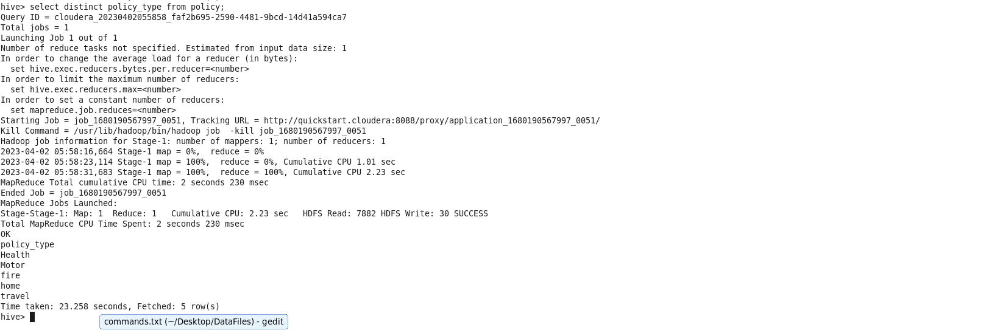 hive> select distinct policy_type from policy;
Query ID = cloudera_20230402055858_faf2b695-2590-4481-9bcd-14d41a594ca7
Total jobs = 1
Launching Job 1 out of 1
Number of reduce tasks not specified. Estimated from input data size: 1
In order to change the average load for a reducer (in bytes):
  set hive.exec.reducers.bytes.per.reducer=<number>
In order to limit the maximum number of reducers:
  set hive.exec.reducers.max=<number>
In order to set a constant number of reducers:
  set mapreduce.job.reduces=<number>
Starting Job = job_1680190567997_0051, Tracking URL = http://quickstart.cloudera:8088/proxy/application_1680190567997_0051/
Kill Command = /usr/lib/hadoop/bin/hadoop job  -kill job_1680190567997_0051
Hadoop job information for Stage-1: number of mappers: 1; number of reducers: 1
2023-04-02 05:58:16,664 Stage-1 map = 0%,  reduce = 0%
2023-04-02 05:58:23,114 Stage-1 map = 100%,  reduce = 0%, Cumulative CPU 1.01 sec
2023-04-02 05:58:31,683 Stage-1 map = 100%,  reduce = 100%, Cumulative CPU 2.23 sec
MapReduce Total cumulative CPU time: 2 seconds 230 msec
Ended Job = job_1680190567997_0051
MapReduce Jobs Launched:
Stage-Stage-1: Map: 1  Reduce: 1   Cumulative CPU: 2.23 sec   HDFS Read: 7882 HDFS Write: 30 SUCCESS
Total MapReduce CPU Time Spent: 2 seconds 230 msec
OK
policy_type
Health
Motor
fire
home
travel
Time taken: 23.258 seconds, Fetched: 5 row(s)
hive>
commands.txt (~/Desktop/DataFiles) - gedit